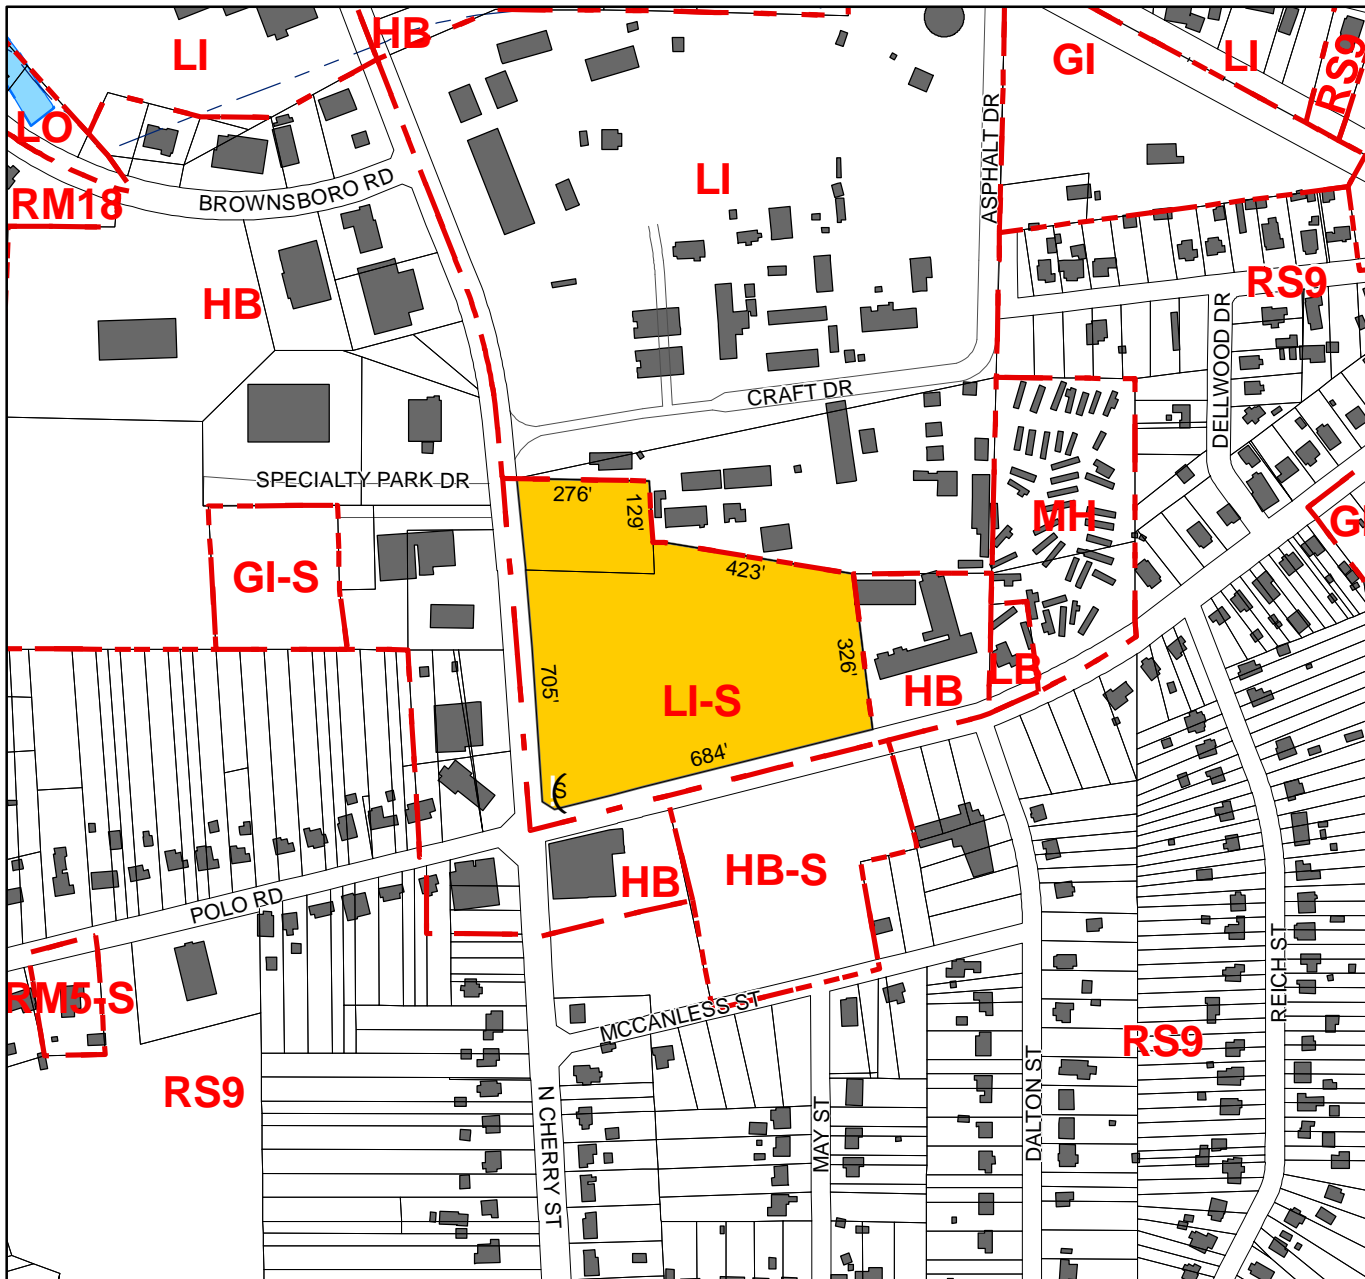 HB
LI
GI
LI
RS9
LO
ASPHALT DR
RM18
BROWNSBORO RD
LI
HB
RS9
DELLWOOD DR
CRAFT DR
SPECIALTY PARK DR
276'
129'
MH
GI-S
423'
326'
705'
LI-S
HB
LB
684'
S
HB
HB-S
POLO RD
REICH ST
RM5-S
MCCANLESS ST
RS9
RS9
DALTON ST
MAY ST
N CHERRY ST